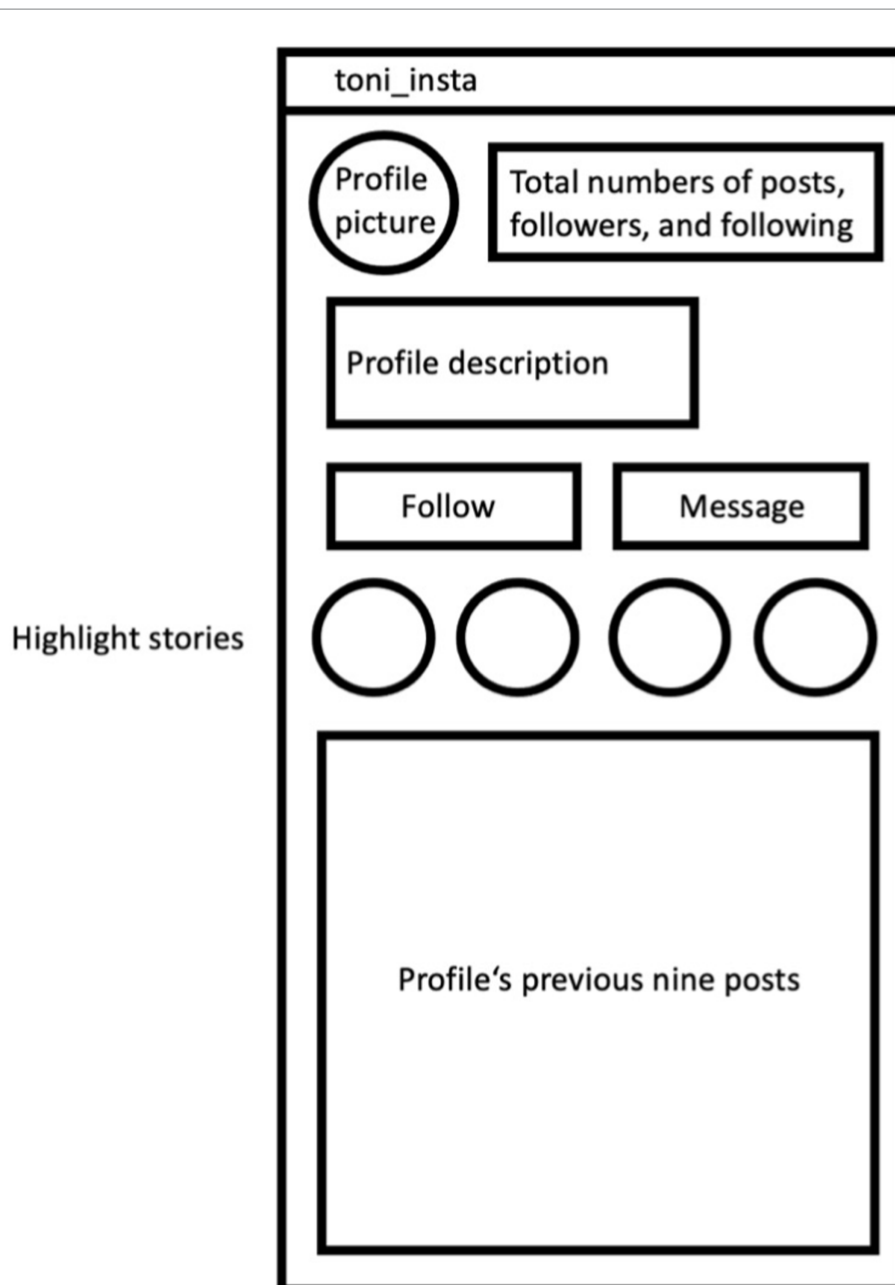 toni_insta
Profile
picture
Total numbers of posts,
followers, and following
Profile description
Follow
Message
Highlight stories
Profile‘s previous nine posts